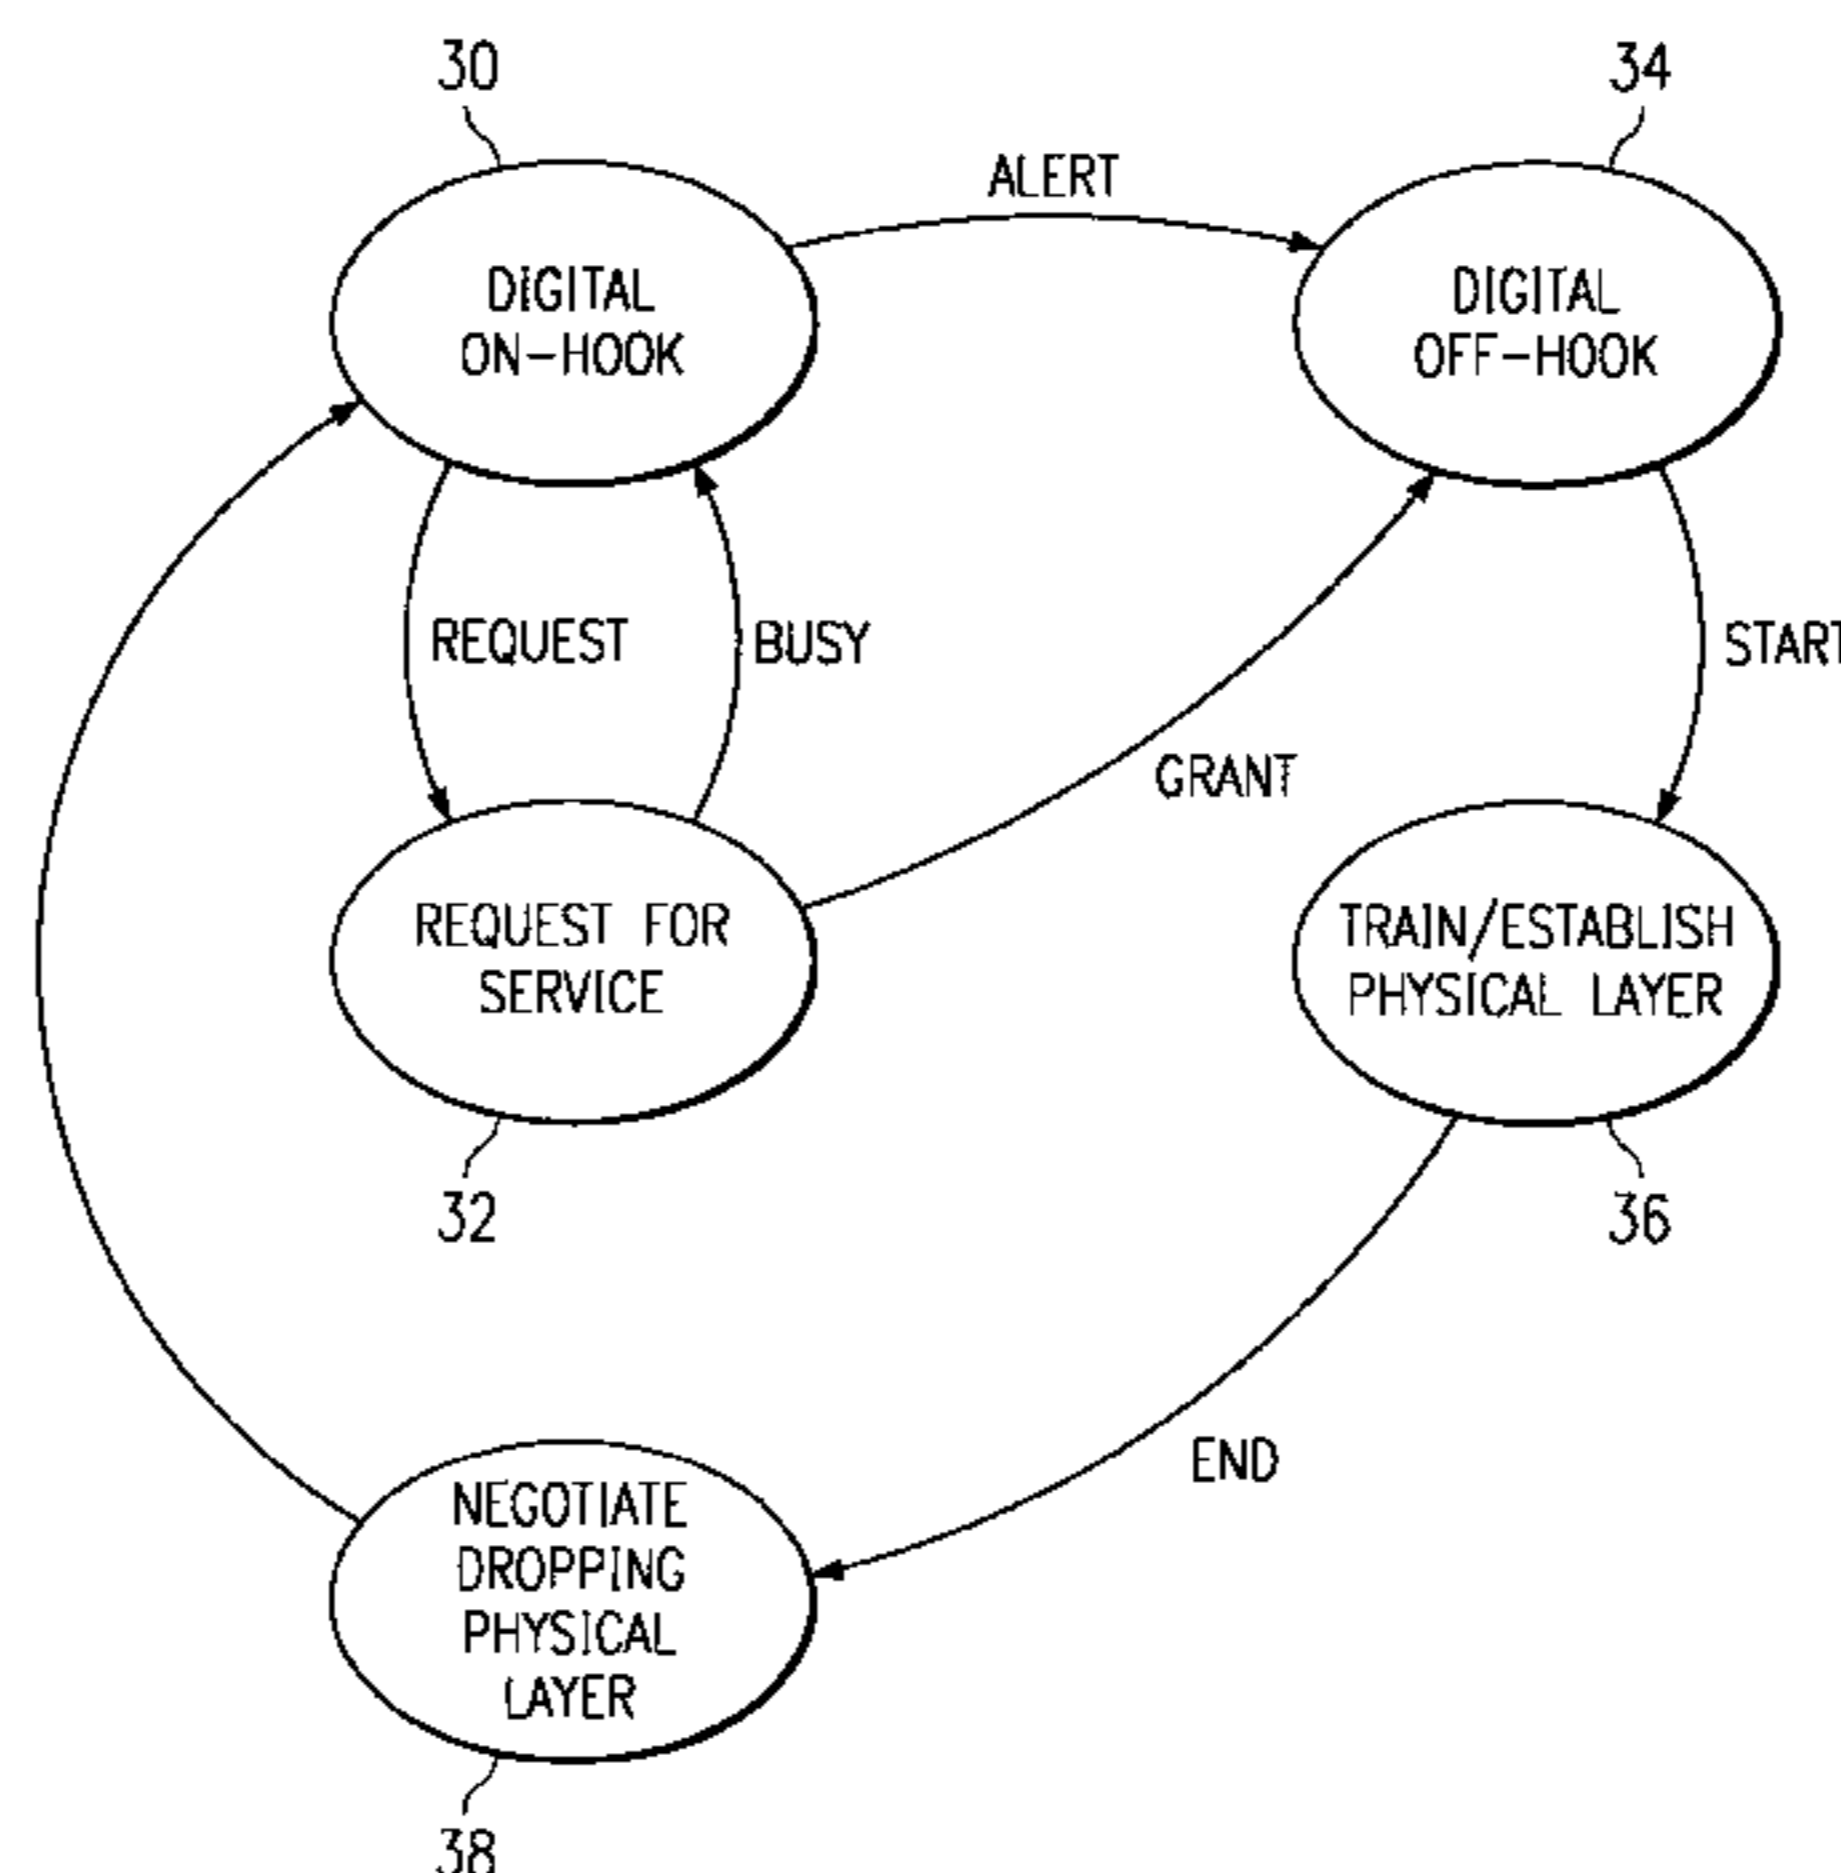 30
34
ALERT
DIGITAL
ON-HOOK
DIGITAL
OFF-HOOK
REQUEST
BUSY
START
GRANT
REQUEST FOR
SERVICE
TRAIN/ESTABLISH
PHYSICAL LAYER
32
36
END
NEGOTIATE
DROPPING
PHYSICAL
LAYER
38